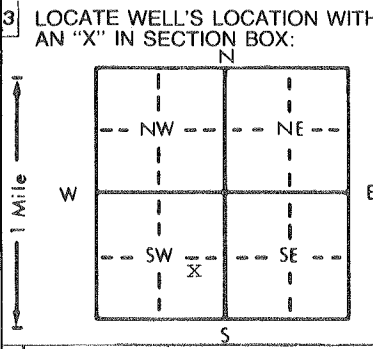 3 LOCATE WELL'S LOCATION WITH
AN "X" IN SECTION BOX:
N
NW NE
1 Mile
W E
SW SE
X
S